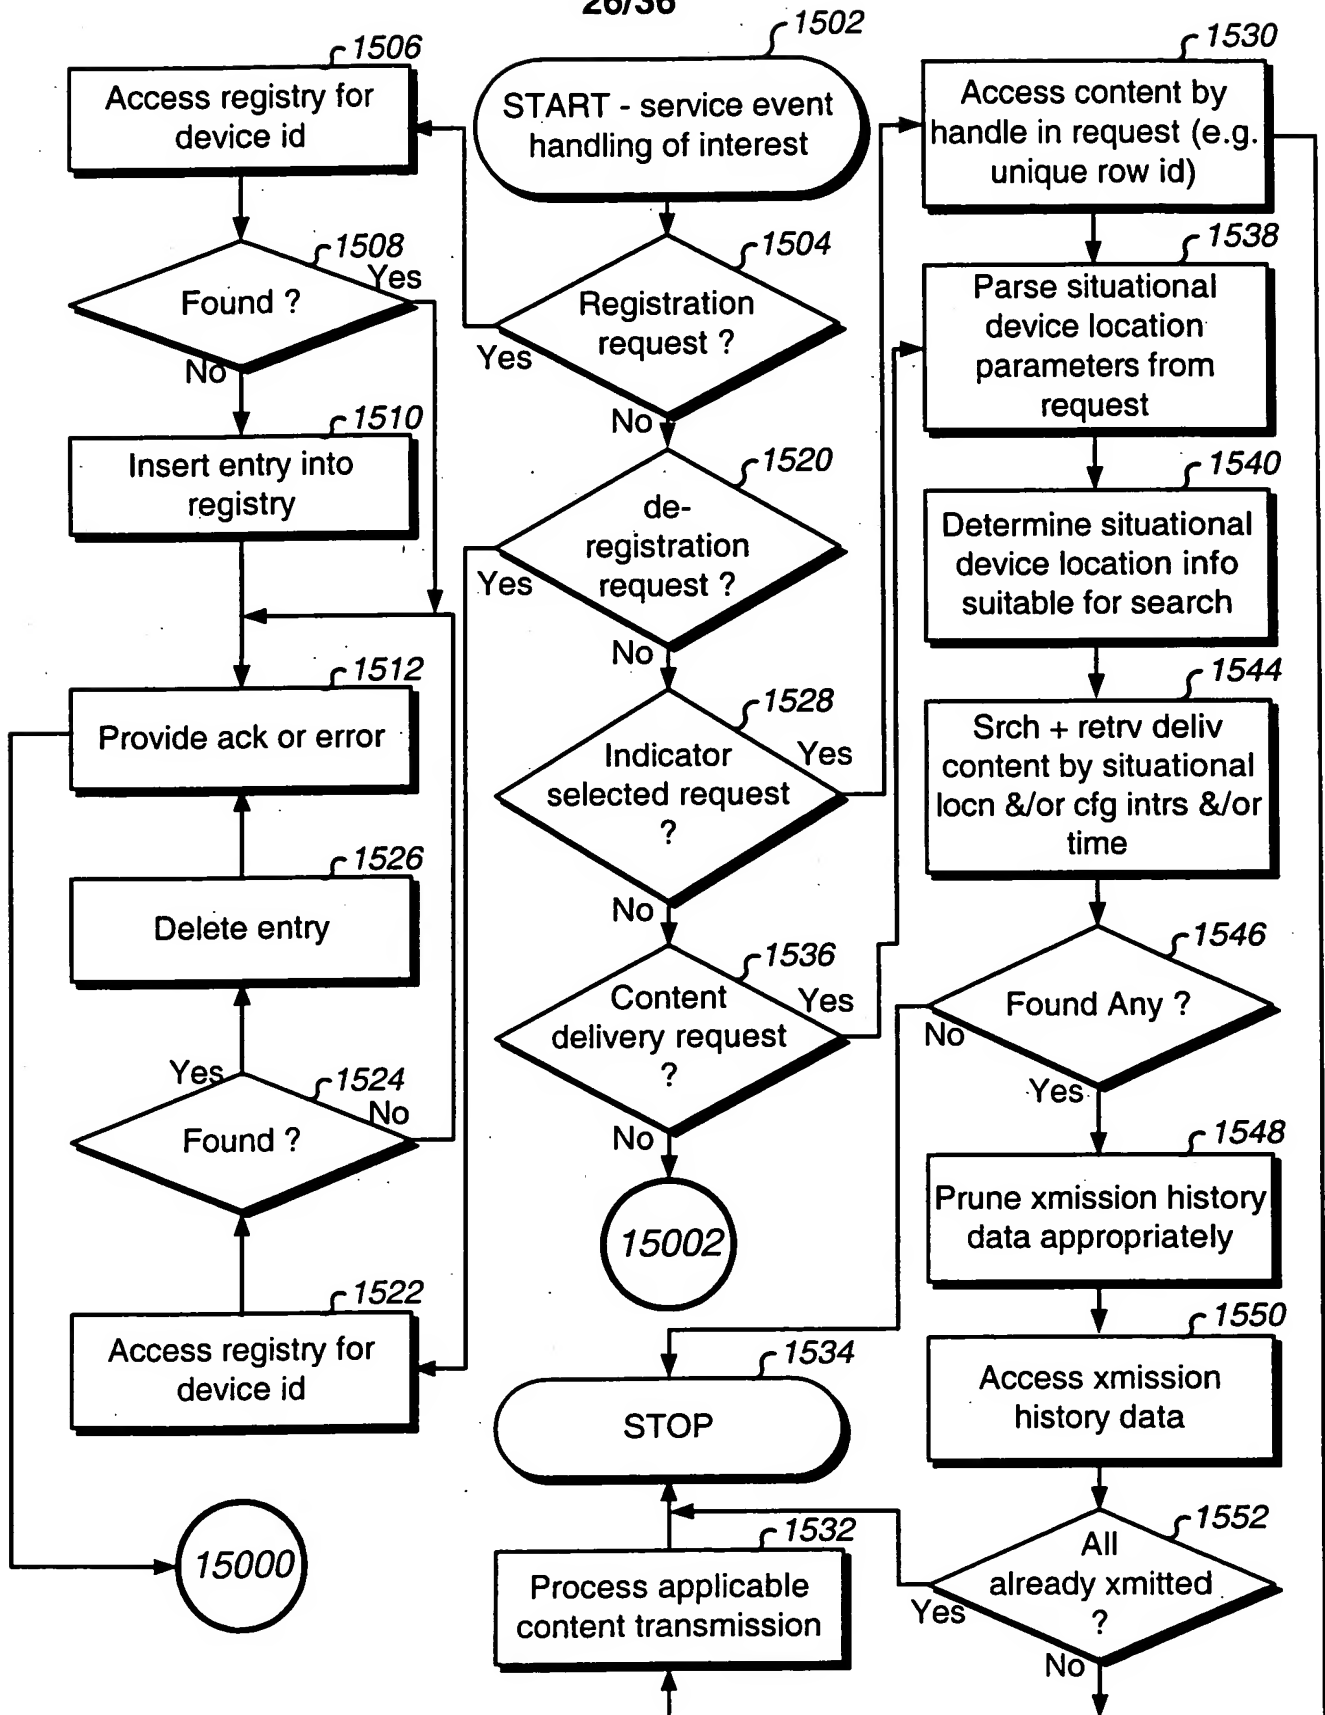 26/36
1502
START - service event
handling of interest
1506
Access registry for
device id
1508
Found ?
Yes
No
1510
Insert entry into
registry
1512
Provide ack or error
1526
Delete entry
Yes
1524
Found ?
No
1522
Access registry for
device id
15000
1504
Registration
request ?
Yes
No
1520
de-
registration
request ?
Yes
No
1528
Indicator
selected request
?
Yes
No
1536
Content
delivery request
?
Yes
No
15002
1534
STOP
1532
Process applicable
content transmission
1530
Access content by
handle in request (e.g.
unique row id)
1538
Parse situational
device location
parameters from
request
1540
Determine situational
device location info
suitable for search
1544
Srch + retrv deliv
content by situational
locn &/or cfg intrs &/or
time
1546
Found Any ?
No
Yes
1548
Prune xmission history
data appropriately
1550
Access xmission
history data
1552
All
already xmitted
?
Yes
No